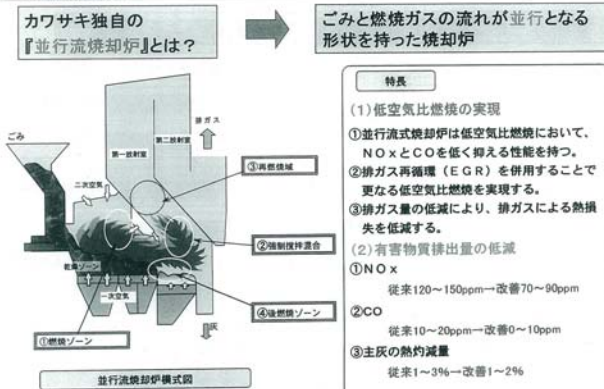 カワサキ独自の
『並行流焼却炉』とは？
ごみと燃焼ガスの流れが並行となる
形状を持った焼却炉
ごみ
排ガス
第一放射室
第二放射室
二次空気
③再燃焼域
②強制撹拌混合
乾燥ゾーン
一次空気
④後燃焼ゾーン
①燃焼ゾーン
灰
並行流焼却炉模式図
特長
(1)低空気比燃焼の実現
①並行流式焼却炉は低空気比燃焼において、
NOxとCOを低く抑える性能を持つ。
②排ガス再循環（EGR）を併用することで
更なる低空気比燃焼を実現する。
③排ガス量の低減により、排ガスによる熱損
失を低減する。
(2)有害物質排出量の低減
①NOx
従来120～150ppm→改善70～90ppm
②CO
従来10～20ppm→改善0～10ppm
③主灰の熱灼減量
従来1～3%→改善1～2%